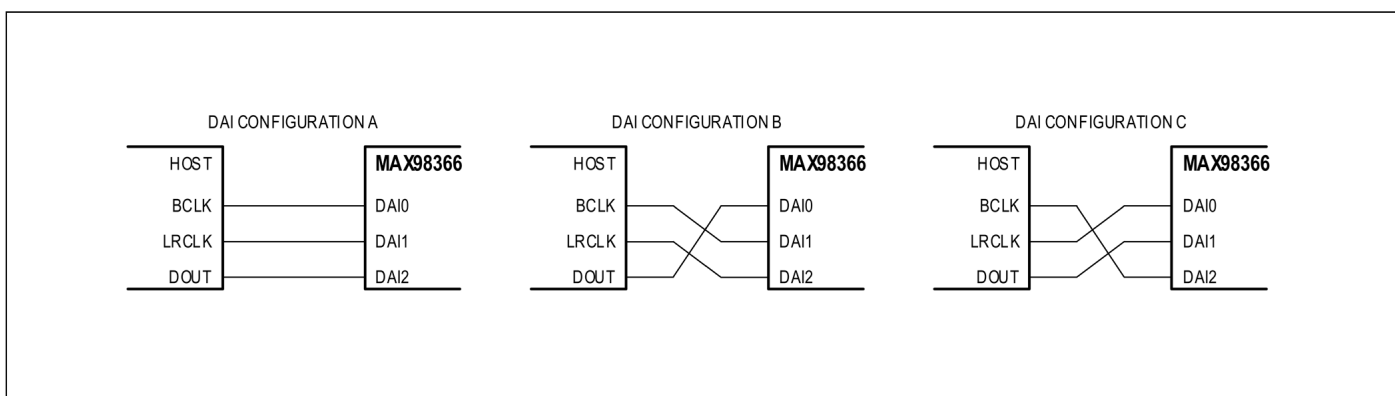 DAI CONFIGURATION A
HOST
MAX98366
BCLK
DAI0
LRCLK
DAI1
DOUT
DAI2
DAI CONFIGURATION B
HOST
MAX98366
BCLK
DAI0
LRCLK
DAI1
DOUT
DAI2
DAI CONFIGURATION C
HOST
MAX98366
BCLK
DAI0
LRCLK
DAI1
DOUT
DAI2